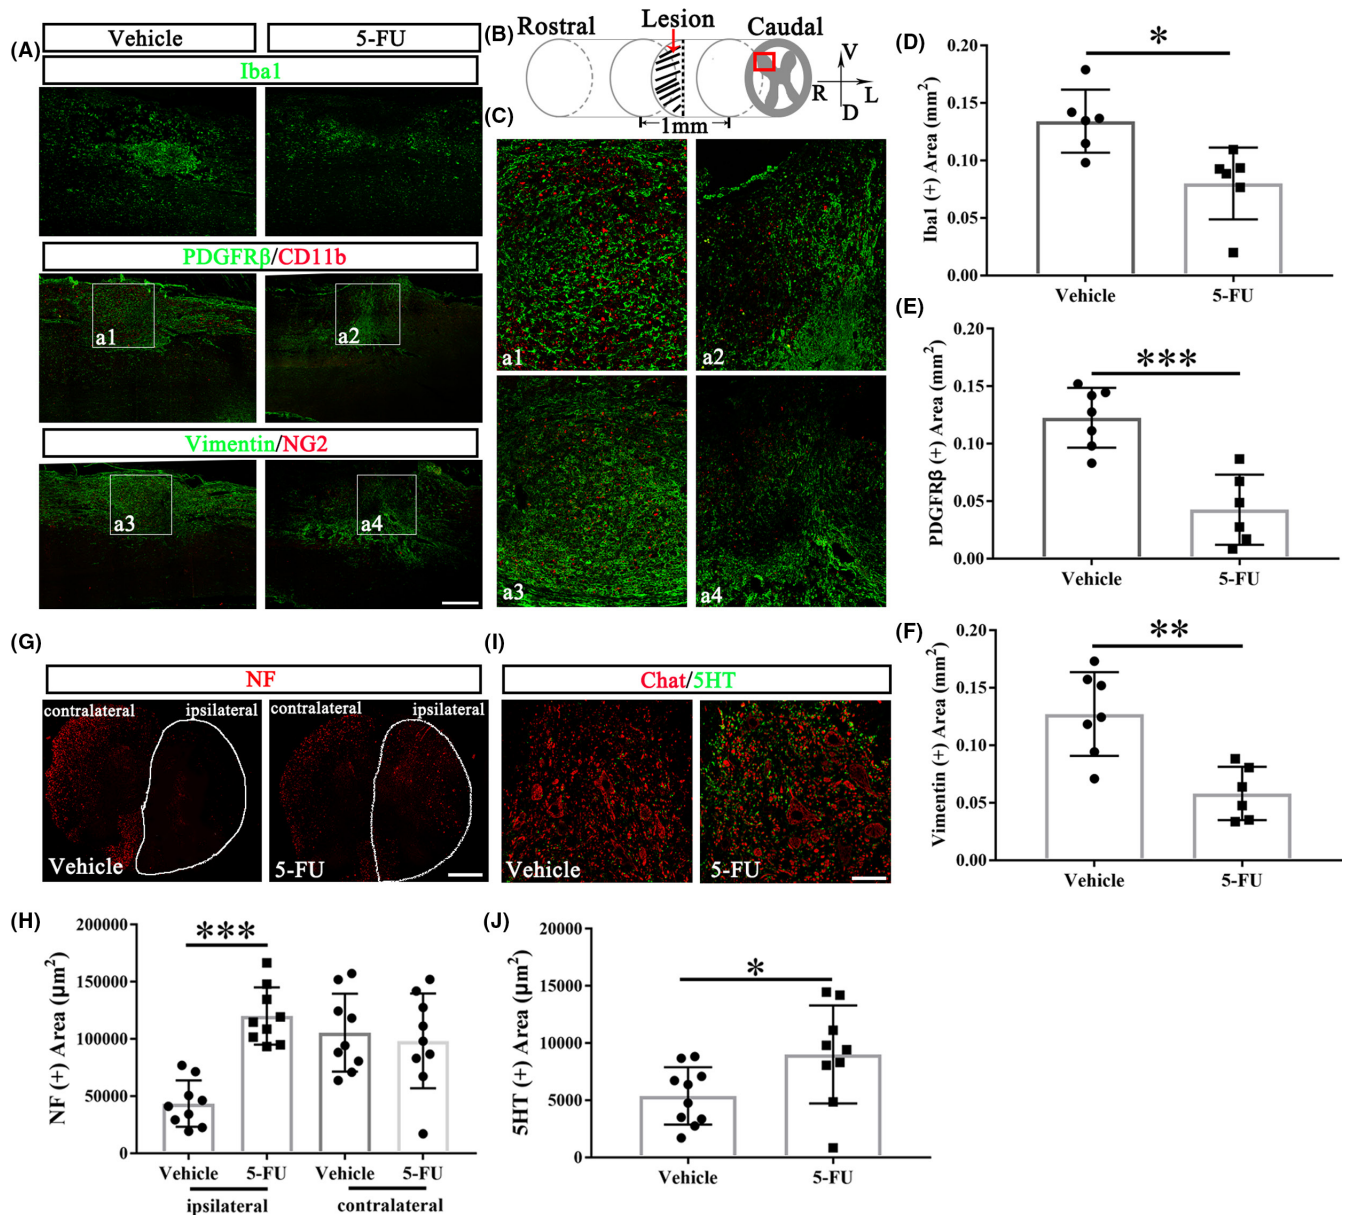 (A)
Vehicle
5-FU
Iba1
PDGFRβ/CD11b
a1
a2
Vimentin/NG2
a3
a4
(B)
Rostral
Lesion
Caudal
V
R
L
D
1mm
(C)
a1
a2
a3
a4
(D)
*
Iba1 (+) Area (mm²)
0.20
0.15
0.10
0.05
0.00
Vehicle
5-FU
(E)
***
PDGFRβ (+) Area (mm²)
0.20
0.15
0.10
0.05
0.00
Vehicle
5-FU
(F)
**
Vimentin (+) Area (mm²)
0.20
0.15
0.10
0.05
0.00
Vehicle
5-FU
(G)
NF
contralateral
ipsilateral
contralateral
ipsilateral
Vehicle
5-FU
(H)
***
NF (+) Area (µm²)
200000
150000
100000
50000
0
Vehicle
5-FU
Vehicle
5-FU
ipsilateral
contralateral
(I)
Chat/5HT
Vehicle
5-FU
(J)
*
5HT (+) Area (µm²)
20000
15000
10000
5000
0
Vehicle
5-FU